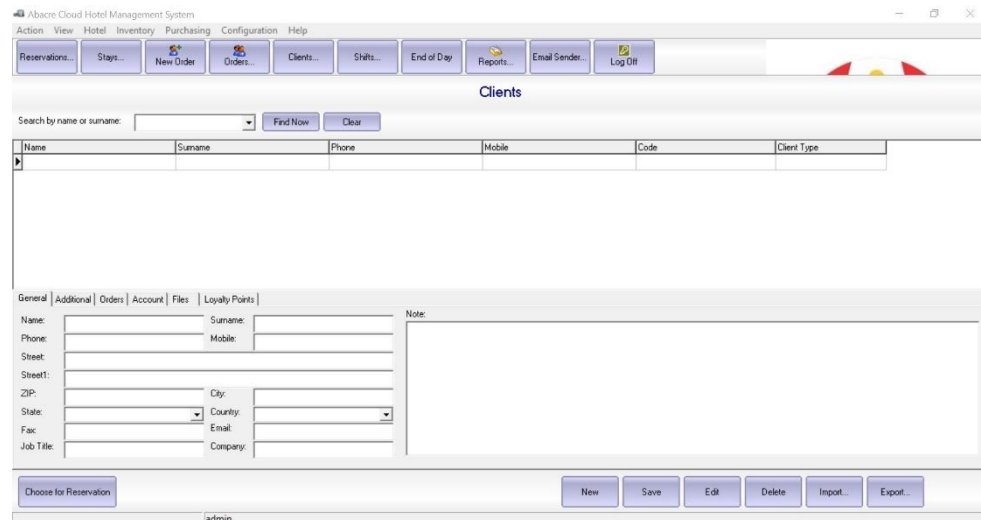 Abacre Cloud Hotel Management System
Action View Hotel Inventory Purchasing Configuration Help
Reservations... Stays... New Order Orders... Clients... Shifts... End of Day Reports... Email Sender... Log Off
Clients
Search by name or surname: Find Now Clear
Name Surname Phone Mobile Code Client Type
General Additional Orders Account Files Loyalty Points
Name: Surname: Note:
Phone: Mobile:
Street:
Street1:
ZIP: City:
State: Country:
Fax: Email:
Job Title: Company:
Choose for Reservation New Save Edit Delete Import... Export...
admin